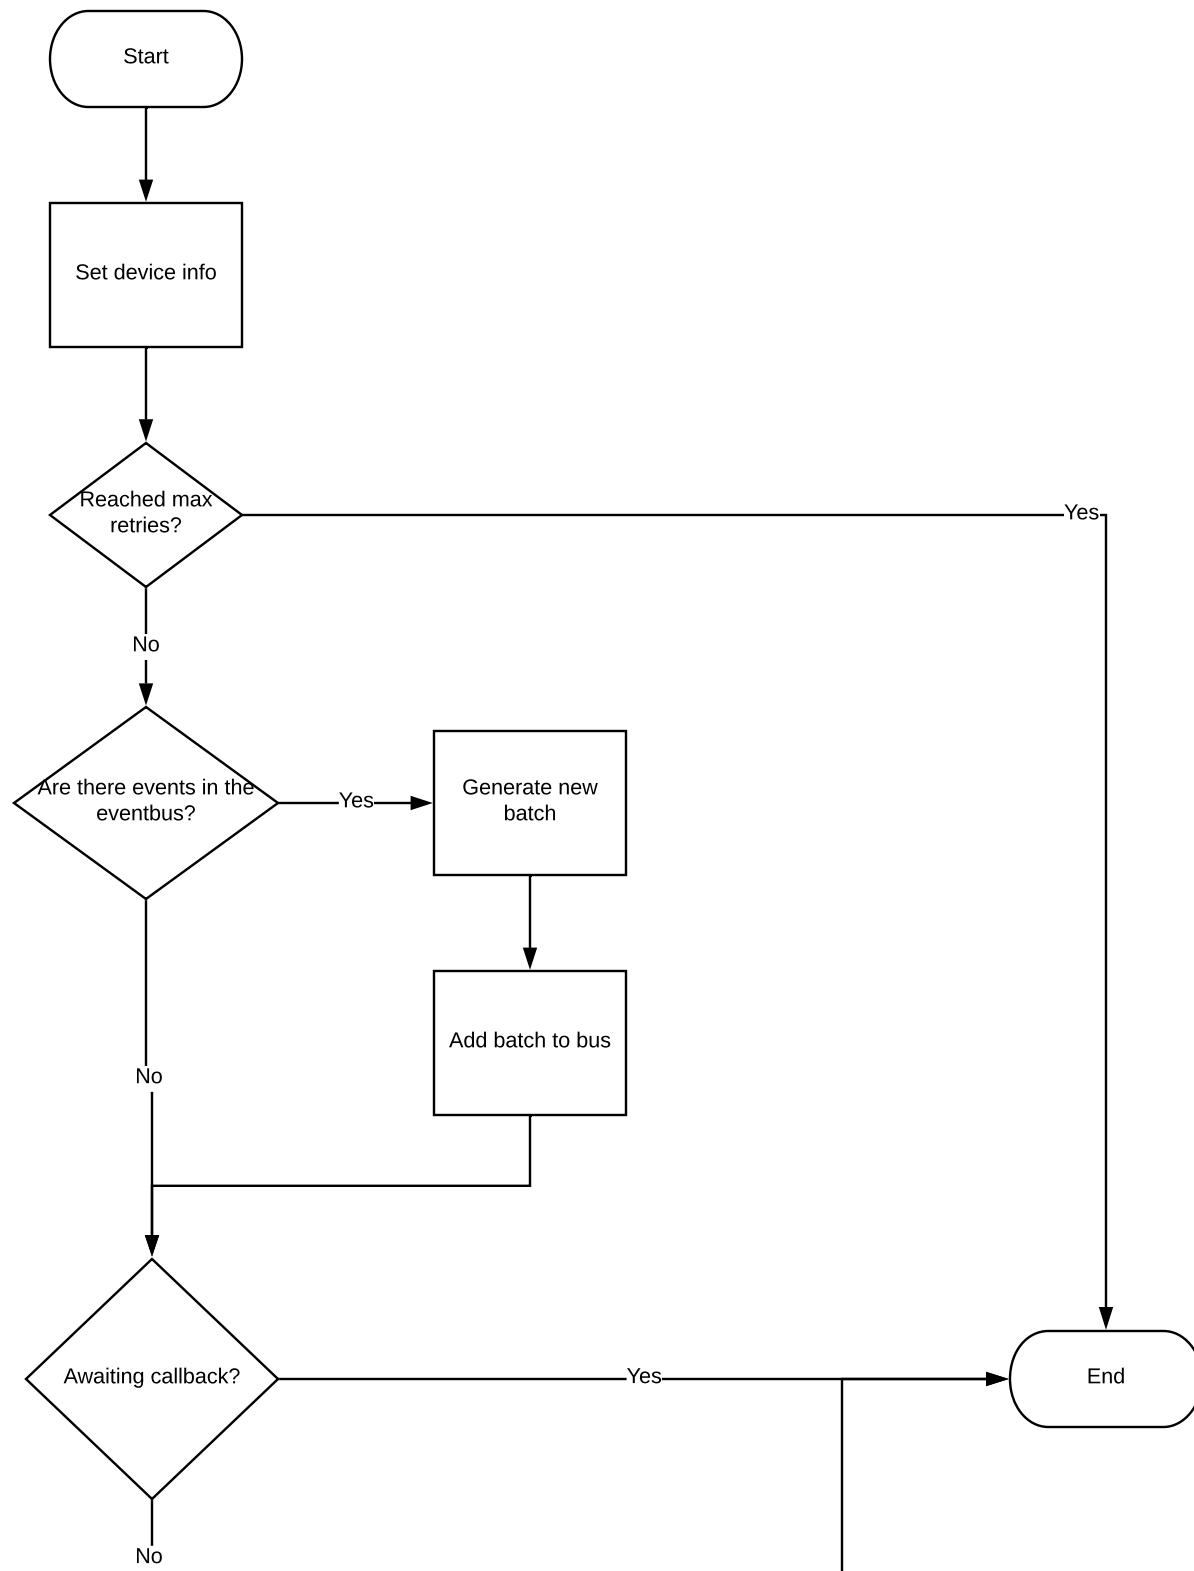 Start
Set device info
Reached max
retries?
Yes
No
Are there events in the
eventbus?
Yes
Generate new
batch
Add batch to bus
No
Awaiting callback?
Yes
End
No